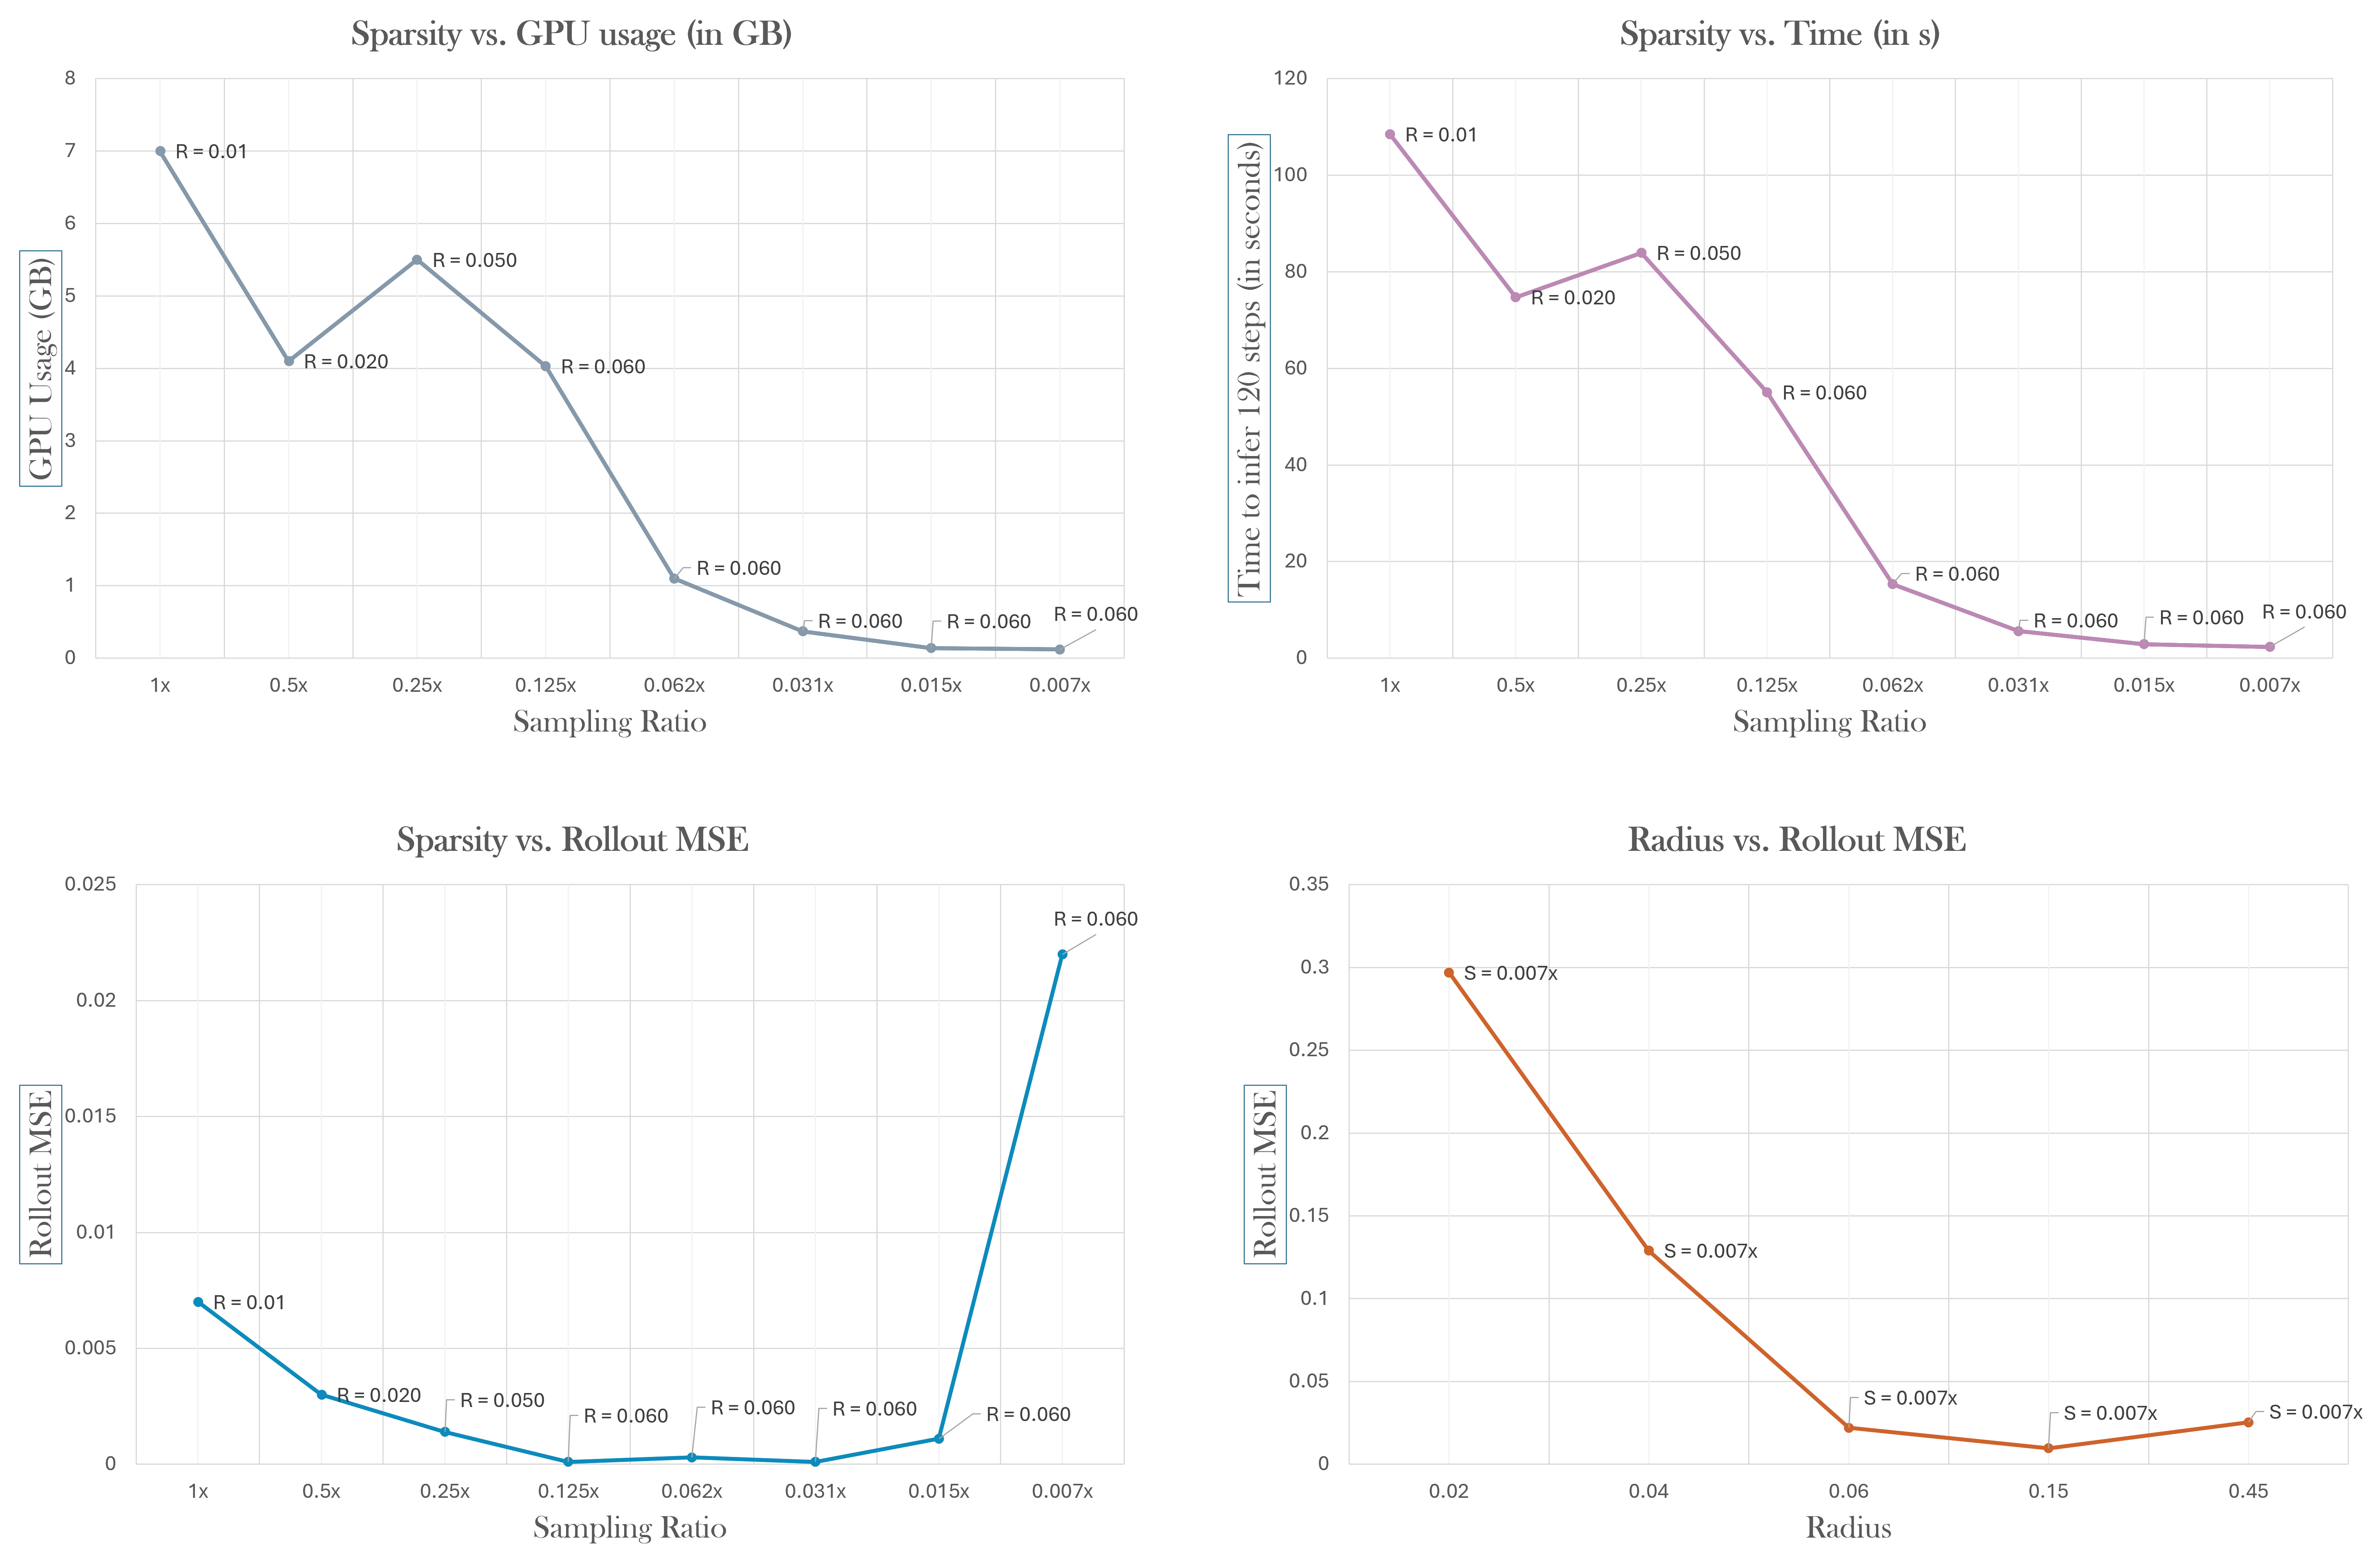 Sparsity vs. GPU usage (in GB)
8
7
6
5
4
3
2
1
0
GPU Usage (GB)
R = 0.01
R = 0.020
R = 0.050
R = 0.060
R = 0.060
R = 0.060
R = 0.060
R = 0.060
1x 0.5x 0.25x 0.125x 0.062x 0.031x 0.015x 0.007x
Sampling Ratio
Sparsity vs. Time (in s)
120
100
80
60
40
20
0
Time to infer 120 steps (in seconds)
R = 0.01
R = 0.020
R = 0.050
R = 0.060
R = 0.060
R = 0.060
R = 0.060
R = 0.060
1x 0.5x 0.25x 0.125x 0.062x 0.031x 0.015x 0.007x
Sampling Ratio
Sparsity vs. Rollout MSE
0.025
0.02
0.015
0.01
0.005
0
Rollout MSE
R = 0.01
R = 0.020
R = 0.050
R = 0.060
R = 0.060
R = 0.060
R = 0.060
R = 0.060
1x 0.5x 0.25x 0.125x 0.062x 0.031x 0.015x 0.007x
Sampling Ratio
Radius vs. Rollout MSE
0.35
0.3
0.25
0.2
0.15
0.1
0.05
0
Rollout MSE
S = 0.007x
S = 0.007x
S = 0.007x
S = 0.007x
S = 0.007x
0.02 0.04 0.06 0.15 0.45
Radius